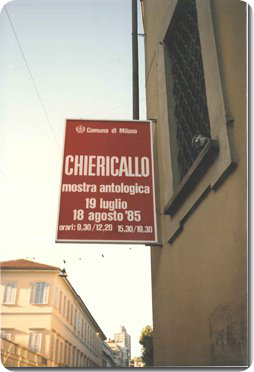 Comune di Milano
CHIERICALLO
mostra antologica
19 luglio
18 agosto '85
orari: 9,30/12,20 15,30/19,30